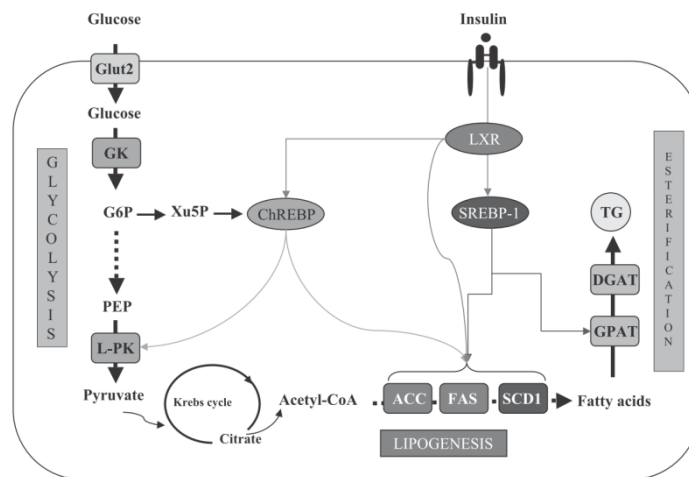 Glucose
Insulin
Glut2
Glucose
GK
GLYCOLYSIS
G6P
Xu5P
ChREBP
LXR
SREBP-1
ESTERIFICATION
TG
DGAT
GPAT
PEP
L-PK
Pyruvate
Krebs cycle
Citrate
Acetyl-CoA
ACC
FAS
SCD1
Fatty acids
LIPOGENESIS